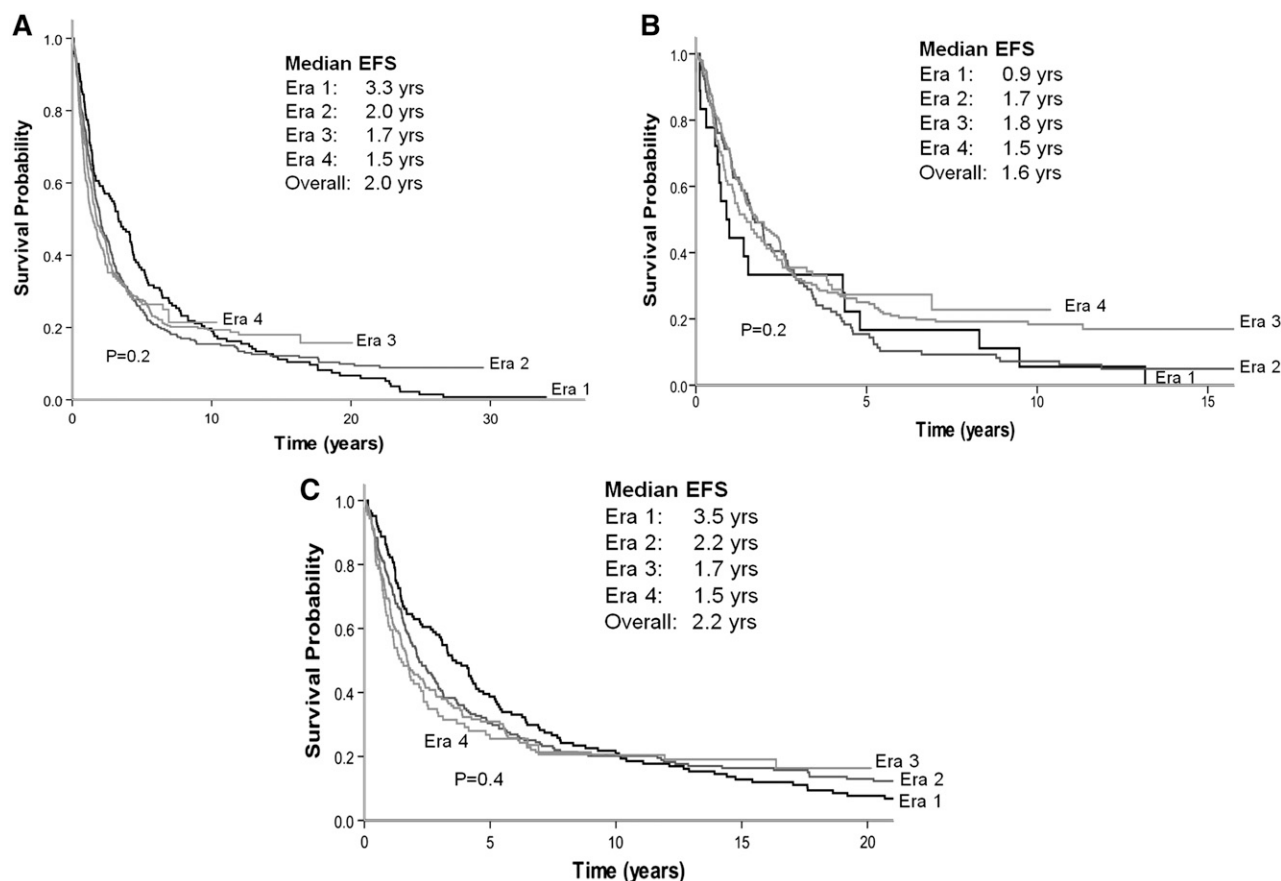 A
Median EFS
Era 1: 3.3 yrs
Era 2: 2.0 yrs
Era 3: 1.7 yrs
Era 4: 1.5 yrs
Overall: 2.0 yrs
Survival Probability
1.0
0.8
0.6
0.4
0.2
0.0
P=0.2
Era 4
Era 3
Era 2
Era 1
0 10 20 30
Time (years)
B
Median EFS
Era 1: 0.9 yrs
Era 2: 1.7 yrs
Era 3: 1.8 yrs
Era 4: 1.5 yrs
Overall: 1.6 yrs
Survival Probability
1.0
0.8
0.6
0.4
0.2
0.0
P=0.2
Era 4
Era 3
Era 2
Era 1
0 5 10 15
Time (years)
C
Median EFS
Era 1: 3.5 yrs
Era 2: 2.2 yrs
Era 3: 1.7 yrs
Era 4: 1.5 yrs
Overall: 2.2 yrs
Survival Probability
1.0
0.8
0.6
0.4
0.2
0.0
Era 4
P=0.4
Era 3
Era 2
Era 1
0 5 10 15 20
Time (years)